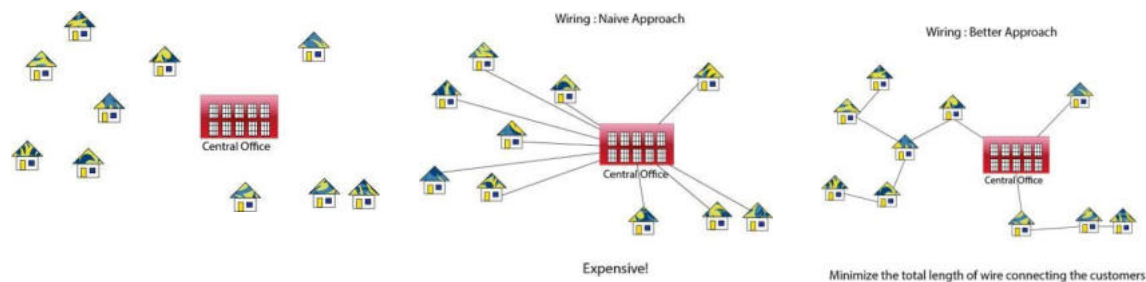 Central Office
Wiring : Naive Approach
Central Office
Expensive!
Wiring : Better Approach
Central Office
Minimize the total length of wire connecting the customers